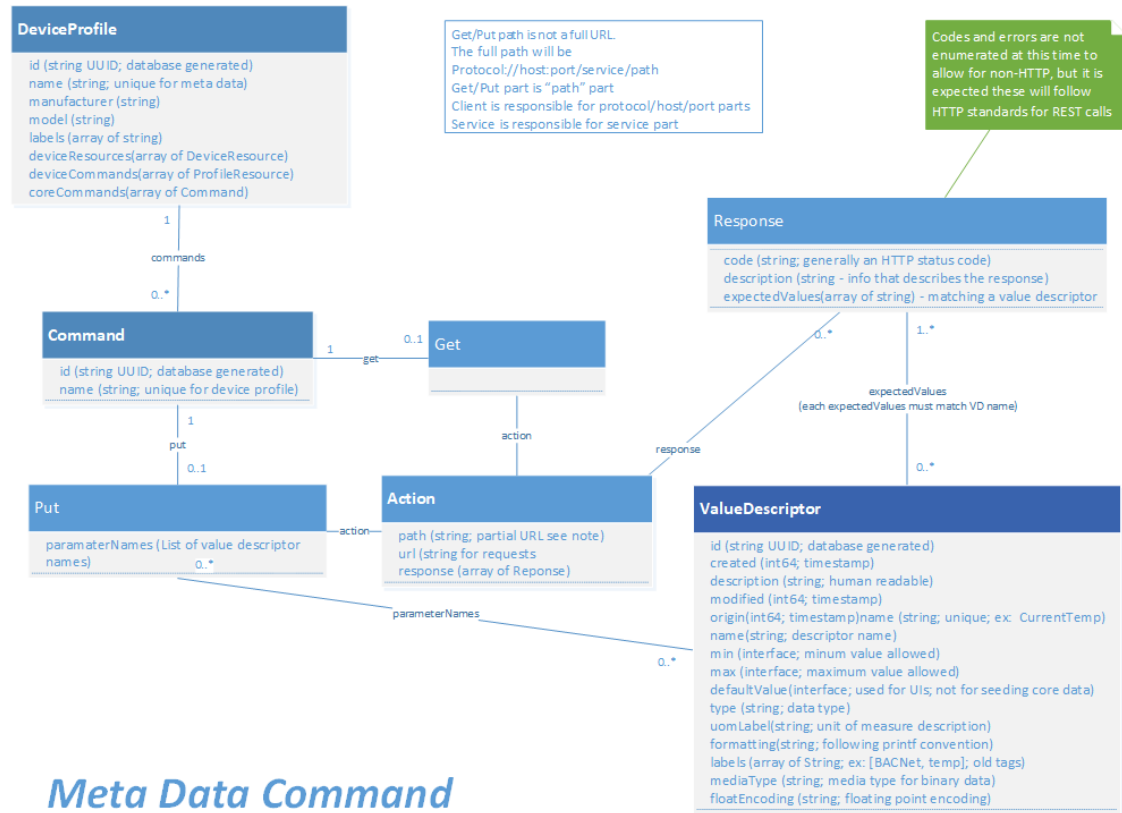 DeviceProfile
id (string UUID; database generated)
name (string; unique for meta data)
manufacturer (string)
model (string)
labels (array of string)
deviceResources(array of DeviceResource)
deviceCommands(array of ProfileResource)
coreCommands(array of Command)
Get/Put path is not a full URL.
The full path will be
Protocol://host:port/service/path
Get/Put part is “path” part
Client is responsible for protocol/host/port parts
Service is responsible for service part
Codes and errors are not
enumerated at this time to
allow for non-HTTP, but it is
expected these will follow
HTTP standards for REST calls
1
commands
0..*
Response
code (string; generally an HTTP status code)
description (string - info that describes the response)
expectedValues(array of string) - matching a value descriptor
Command
id (string UUID; database generated)
name (string; unique for device profile)
1
get
0..1
Get
0..*
1..*
expectedValues
(each expectedValues must match VD name)
0..*
1
put
0..1
action
response
Put
paramaterNames (List of value descriptor
names)
0..*
action
Action
path (string; partial URL see note)
url (string for requests
response (array of Reponse)
parameterNames
0..*
ValueDescriptor
id (string UUID; database generated)
created (int64; timestamp)
description (string; human readable)
modified (int64; timestamp)
origin(int64; timestamp)name (string; unique; ex: CurrentTemp)
name(string; descriptor name)
min (interface; minum value allowed)
max (interface; maximum value allowed)
defaultValue(interface; used for UIs; not for seeding core data)
type (string; data type)
uomLabel(string; unit of measure description)
formatting(string; following printf convention)
labels (array of String; ex: [BACNet, temp]; old tags)
mediaType (string; media type for binary data)
floatEncoding (string; floating point encoding)
Meta Data Command